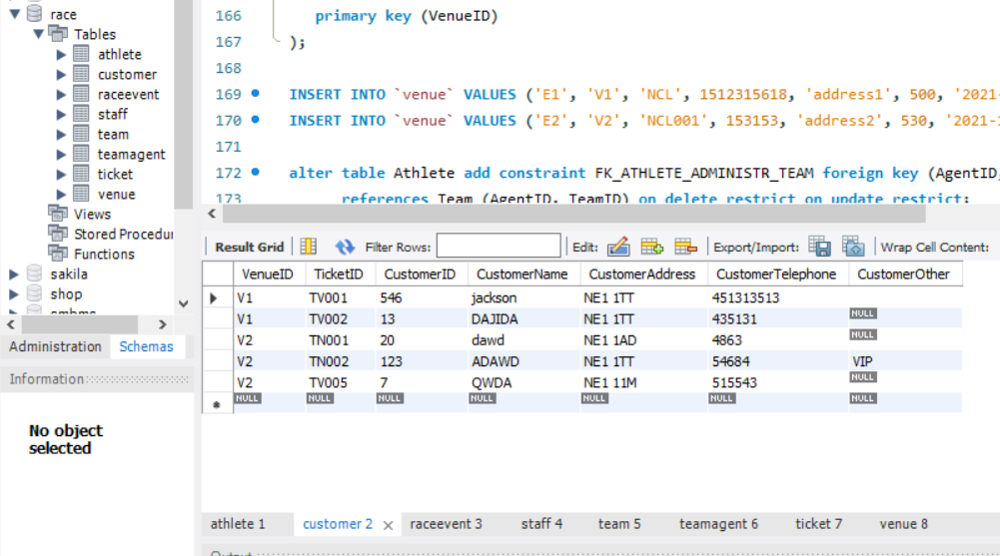 race
Tables
athlete
customer
raceevent
staff
team
teamagent
ticket
venue
Views
Stored Procedur
Functions
sakila
shop
Administration Schemas
Information
No object
selected
166 primary key (VenueID)
167 );
168
169 INSERT INTO `venue` VALUES ('E1', 'V1', 'NCL', 1512315618, 'address1', 500, '2021-
170 INSERT INTO `venue` VALUES ('E2', 'V2', 'NCL001', 153153, 'address2', 530, '2021-1
171
172 alter table Athlete add constraint FK_ATHLETE_ADMINISTR_TEAM foreign key (AgentID,
173 references Team (AgentID, TeamID) on delete restrict on update restrict;
Result Grid Filter Rows: Edit: Export/Import: Wrap Cell Content:
VenueID TicketID CustomerID CustomerName CustomerAddress CustomerTelephone CustomerOther
V1 TV001 546 jackson NE1 1TT 451313513
V1 TV002 13 DAJIDA NE1 1TT 435131 NULL
V2 TN001 20 dawd NE1 1AD 4863 NULL
V2 TN002 123 ADAWD NE1 1TT 54684 VIP
V2 TV005 7 QWDA NE1 11M 515543 NULL
NULL NULL NULL NULL NULL NULL NULL
athlete 1 customer 2 raceevent 3 staff 4 team 5 teamagent 6 ticket 7 venue 8